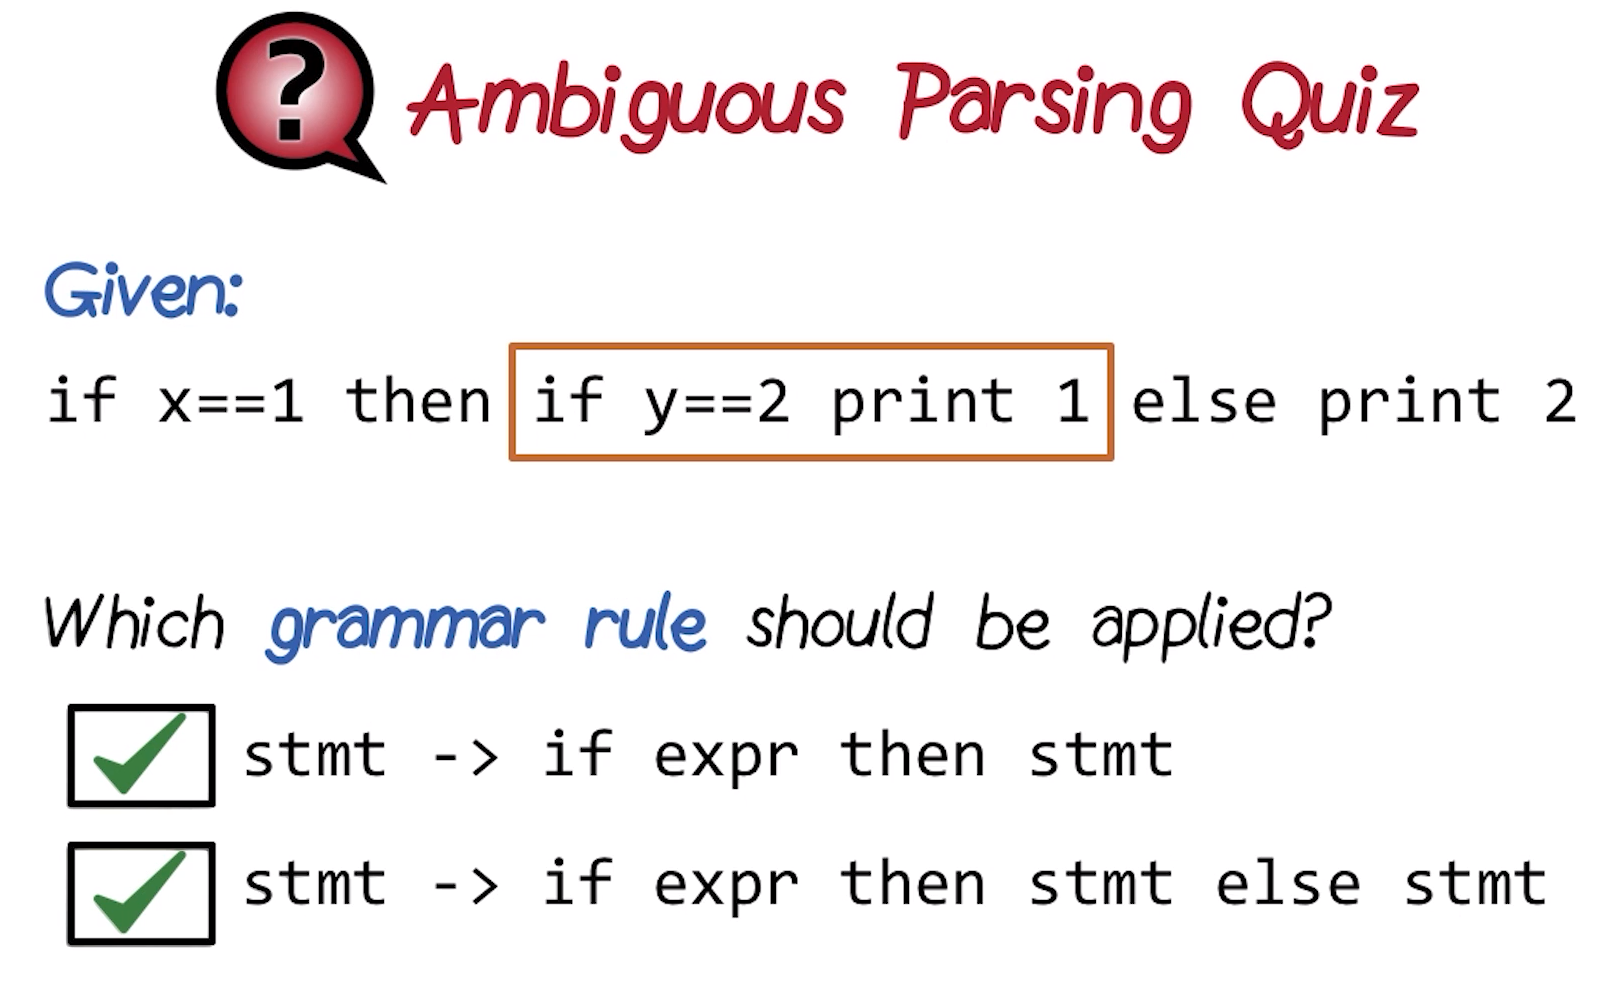 ?
Ambiguous Parsing Quiz
Given:
if x==1 then if y==2 print 1 else print 2
Which grammar rule should be applied?
stmt -> if expr then stmt
stmt -> if expr then stmt else stmt